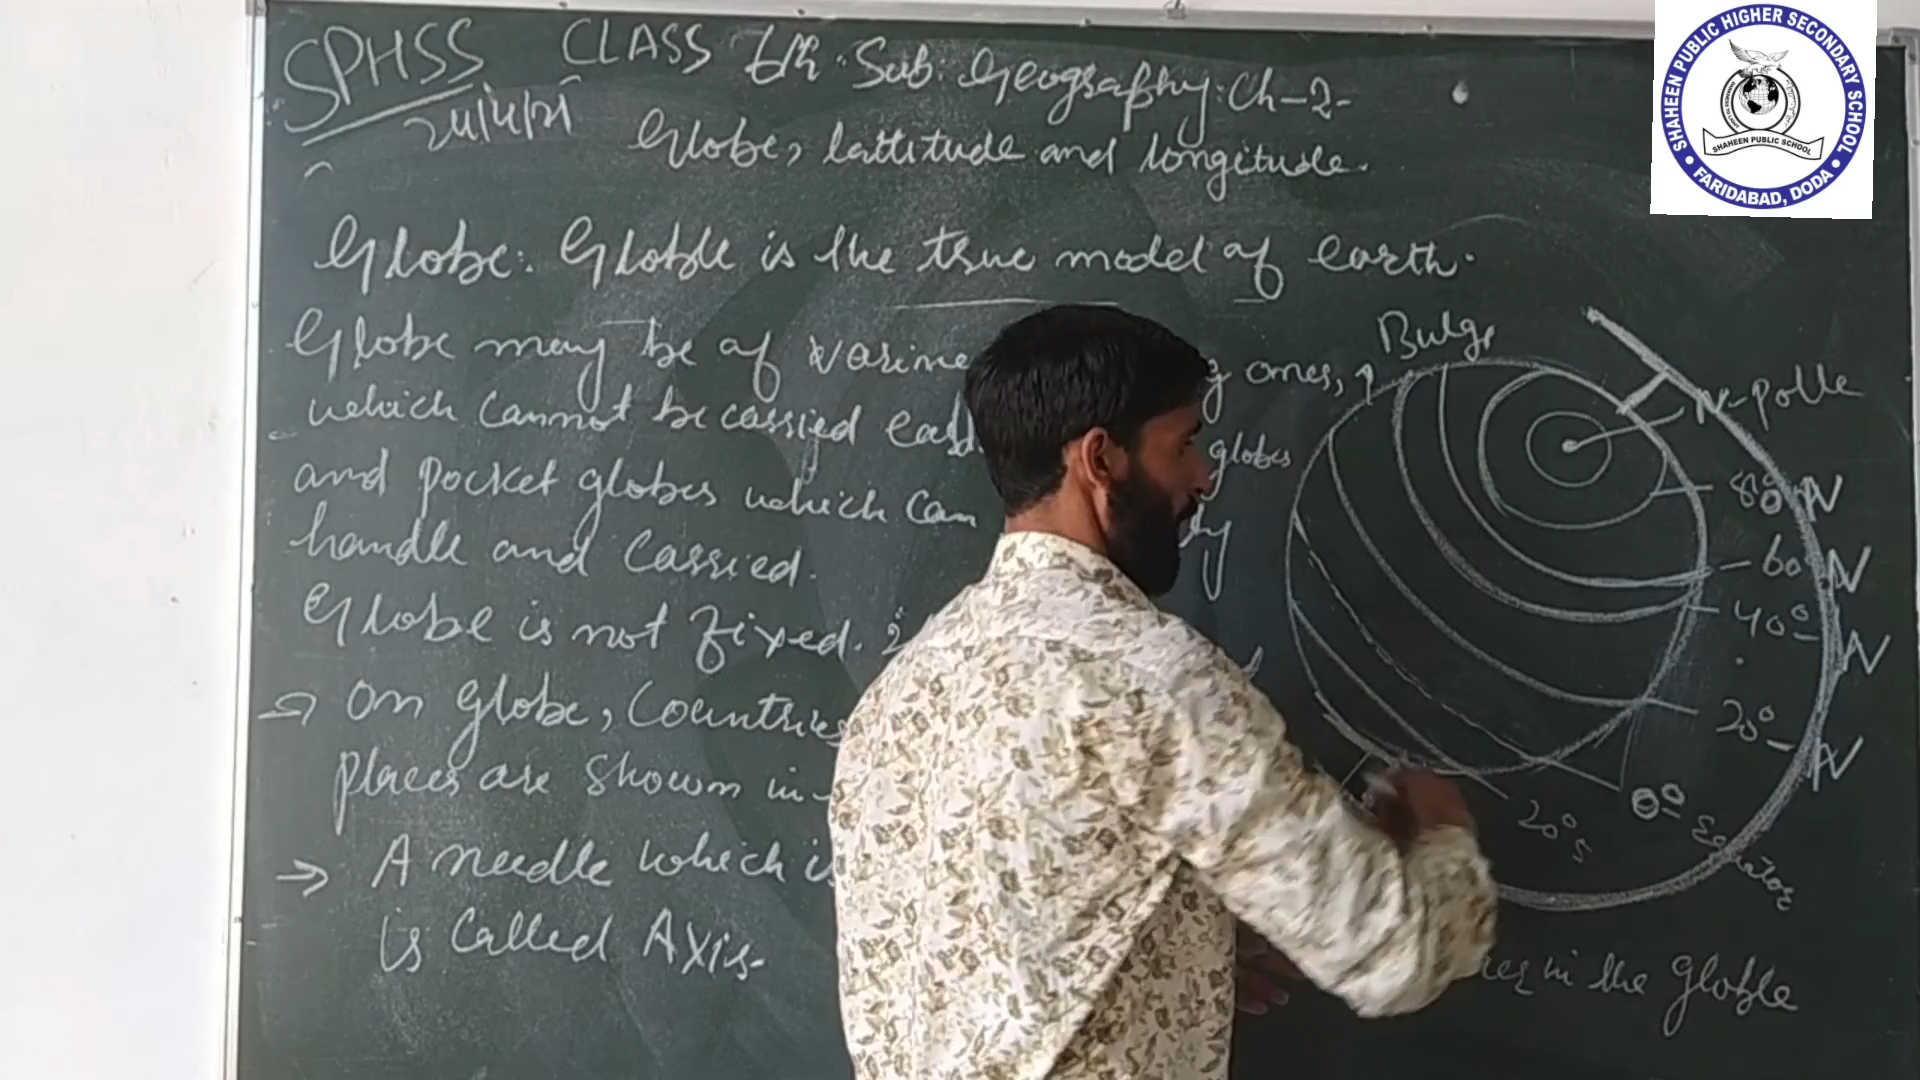 SPHSS CLASS 6th. Sub: Geography: Ch-2-
24/4/21
Globe, lattitude and longitude.
Globe: Globle is the true model of earth.
Globe may be of ones,
which cannot be carried globes
and pocket globes which can
handle and carried.
Globe is not fixed.
→ On globe, Countries
places are shown in
→ A needle which is
is called Axis.
Bulge
N-polle
80° N
60° N
40° N
20° N
0° Equator
20° S
in the Globle
SHAHEEN PUBLIC HIGHER SECONDARY SCHOOL
SHAHEEN PUBLIC SCHOOL
FARIDABAD, DODA